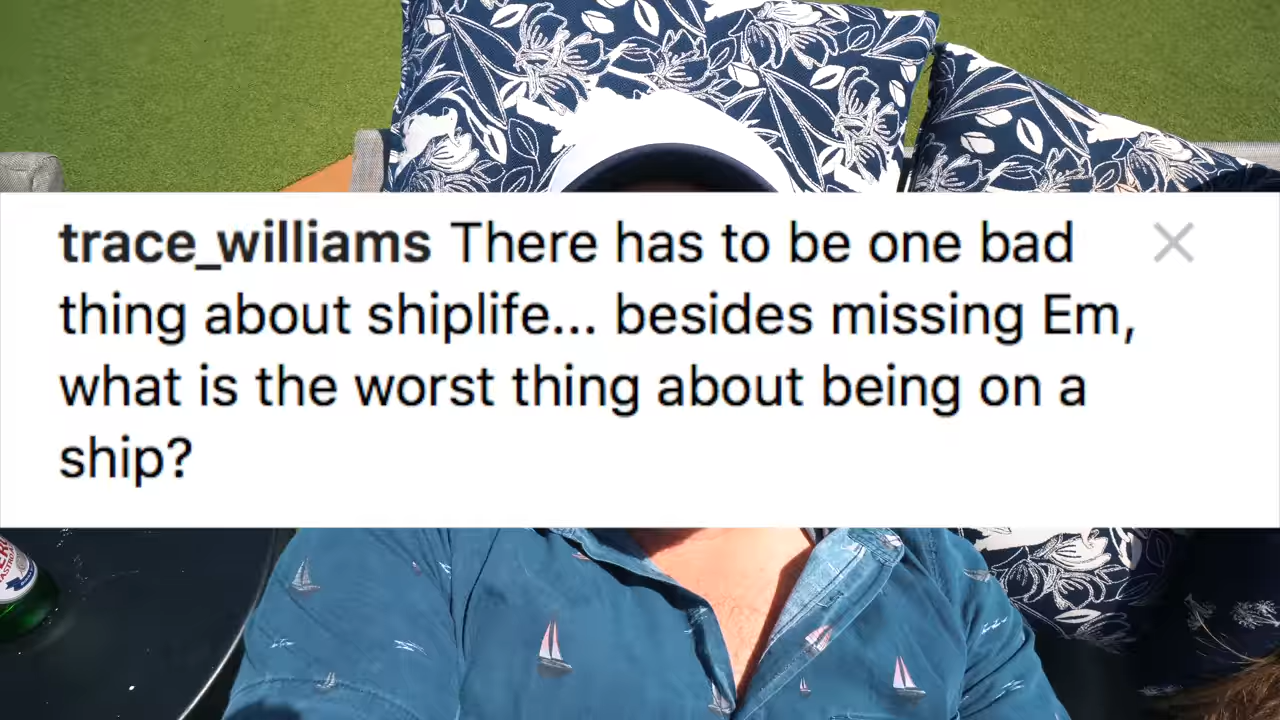 trace_williams There has to be one bad
thing about shiplife... besides missing Em,
what is the worst thing about being on a
ship?